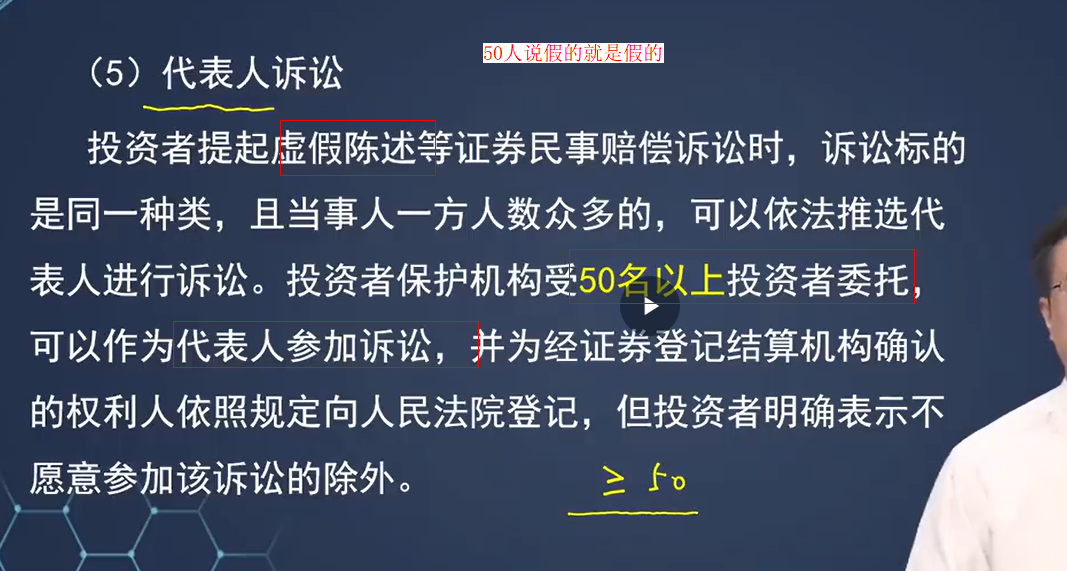 50人说假的就是假的
（5）代表人诉讼
投资者提起虚假陈述等证券民事赔偿诉讼时，诉讼标的
是同一种类，且当事人一方人数众多的，可以依法推选代
表人进行诉讼。投资者保护机构受50名以上投资者委托，
可以作为代表人参加诉讼，并为经证券登记结算机构确认
的权利人依照规定向人民法院登记，但投资者明确表示不
愿意参加该诉讼的除外。
≥ 50